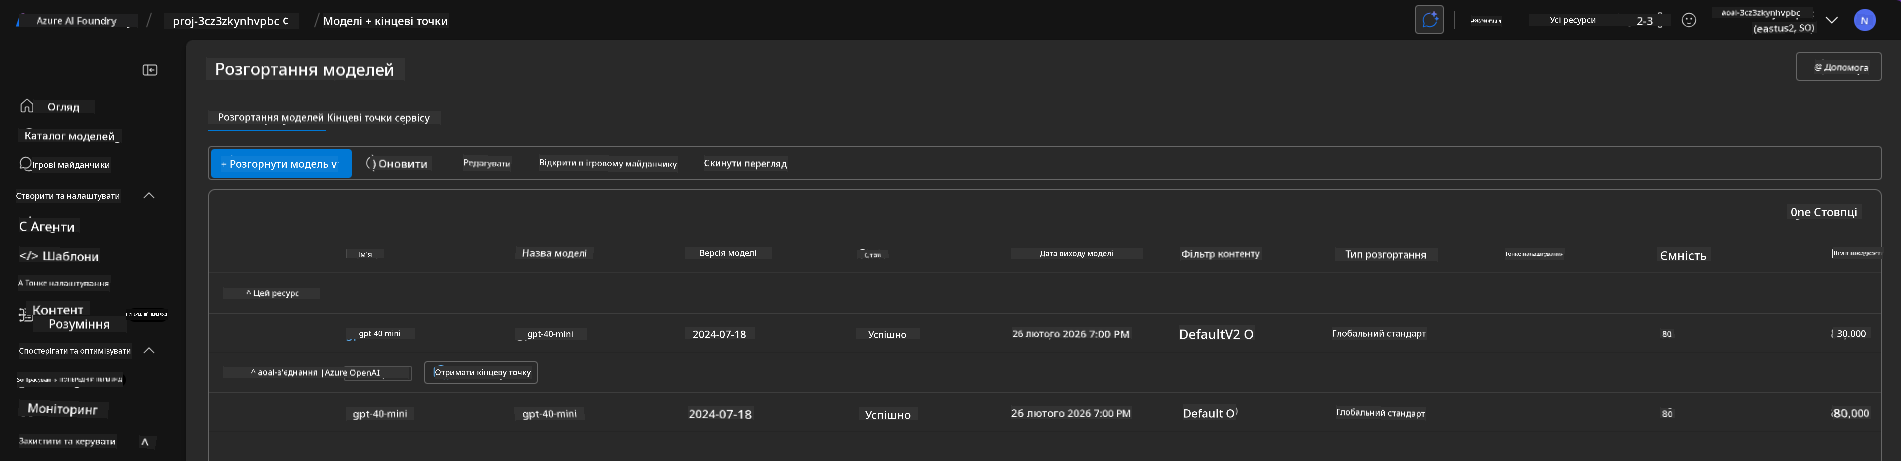 Azure AI Foundry / proj-3cz3zkynhvpbc С / Моделі + кінцеві точки
Усі ресурси
2-3
aoai-3cz3zkynhvpbc
(eastus2, SO)
N
Розгортання моделей
@ Допомога
Огляд
Каталог моделей
Ігрові майданчики
Створити та налаштувати
С Агенти
</> Шаблони
А Тонке налаштування
Контент
Розуміння
Спостерігати та оптимізувати
Моніторинг
Захистити та керувати
Розгортання моделей Кінцеві точки сервісу
+ Розгорнути модель v
Оновити
Редагувати
Відкрити в ігровому майданчику
Скинути перегляд
0ne Стовпці
Ім'я Назва моделі Версія моделі Стан Дата виходу моделі Фільтр контенту Тип розгортання Тонке налаштування Ємність
^ Цей ресурс
gpt-40 mini gpt-40-mini 2024-07-18 Успішно 26 лютого 2026 7:00 PM DefaultV2 O Глобальний стандарт 80 30.000
^ aoai-з'єднання |Azure OpenAI Отримати кінцеву точку
gpt-40-mini gpt-40-mini 2024-07-18 Успішно 26 лютого 2026 7:00 PM Default O Глобальний стандарт 80 80,000